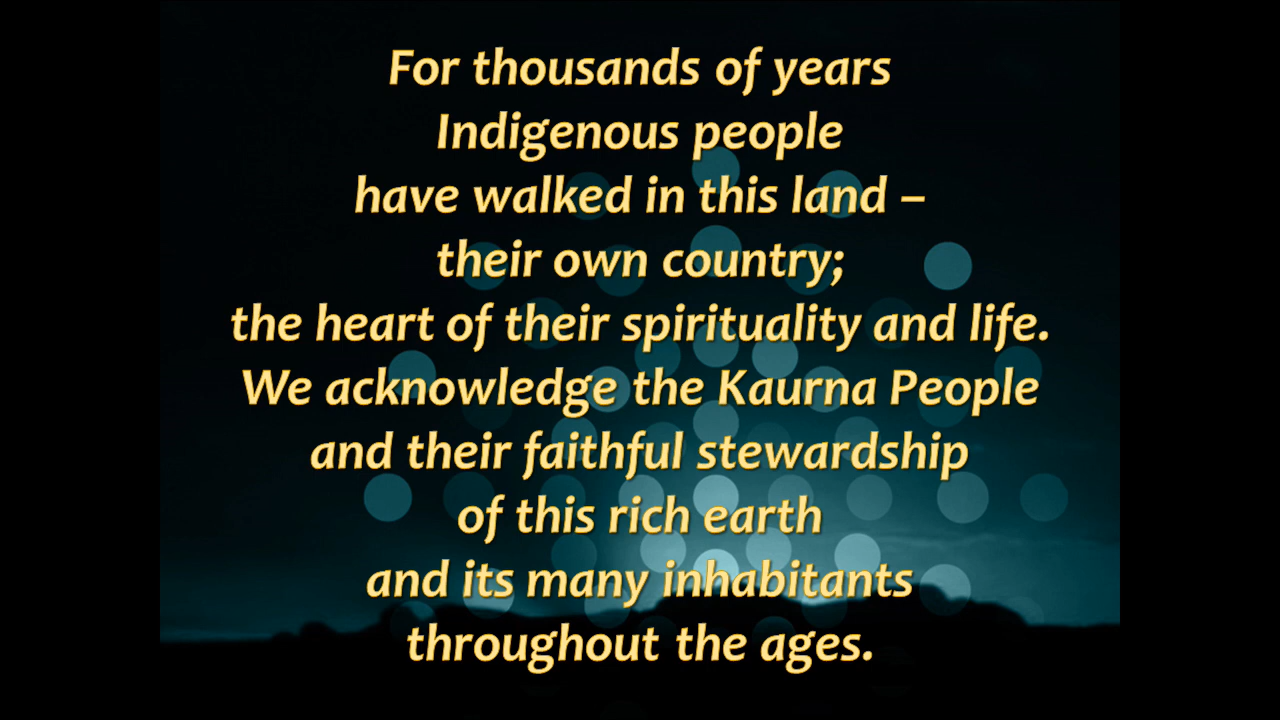 For thousands of years
Indigenous people
have walked in this land –
their own country;
the heart of their spirituality and life.
We acknowledge the Kaurna People
and their faithful stewardship
of this rich earth
and its many inhabitants
throughout the ages.